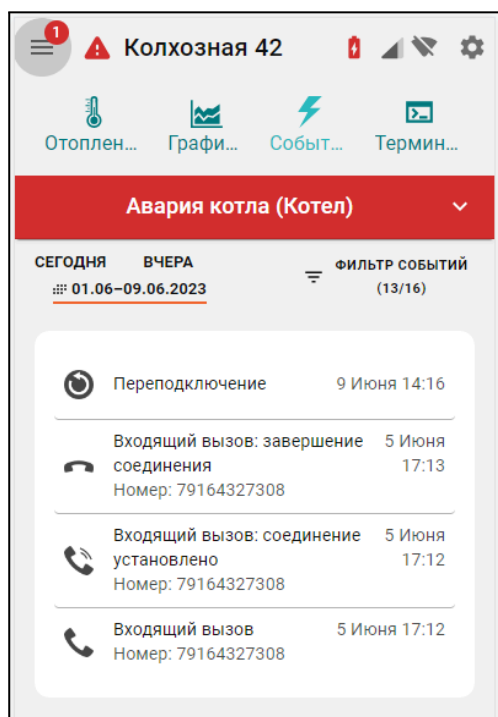 1
Колхозная 42
Отоплен... Графи... Событ... Термин...
Авария котла (Котел)
СЕГОДНЯ ВЧЕРА
01.06–09.06.2023
ФИЛЬТР СОБЫТИЙ
(13/16)
Переподключение 9 Июня 14:16
Входящий вызов: завершение 5 Июня
соединения 17:13
Номер: 79164327308
Входящий вызов: соединение 5 Июня
установлено 17:12
Номер: 79164327308
Входящий вызов 5 Июня 17:12
Номер: 79164327308